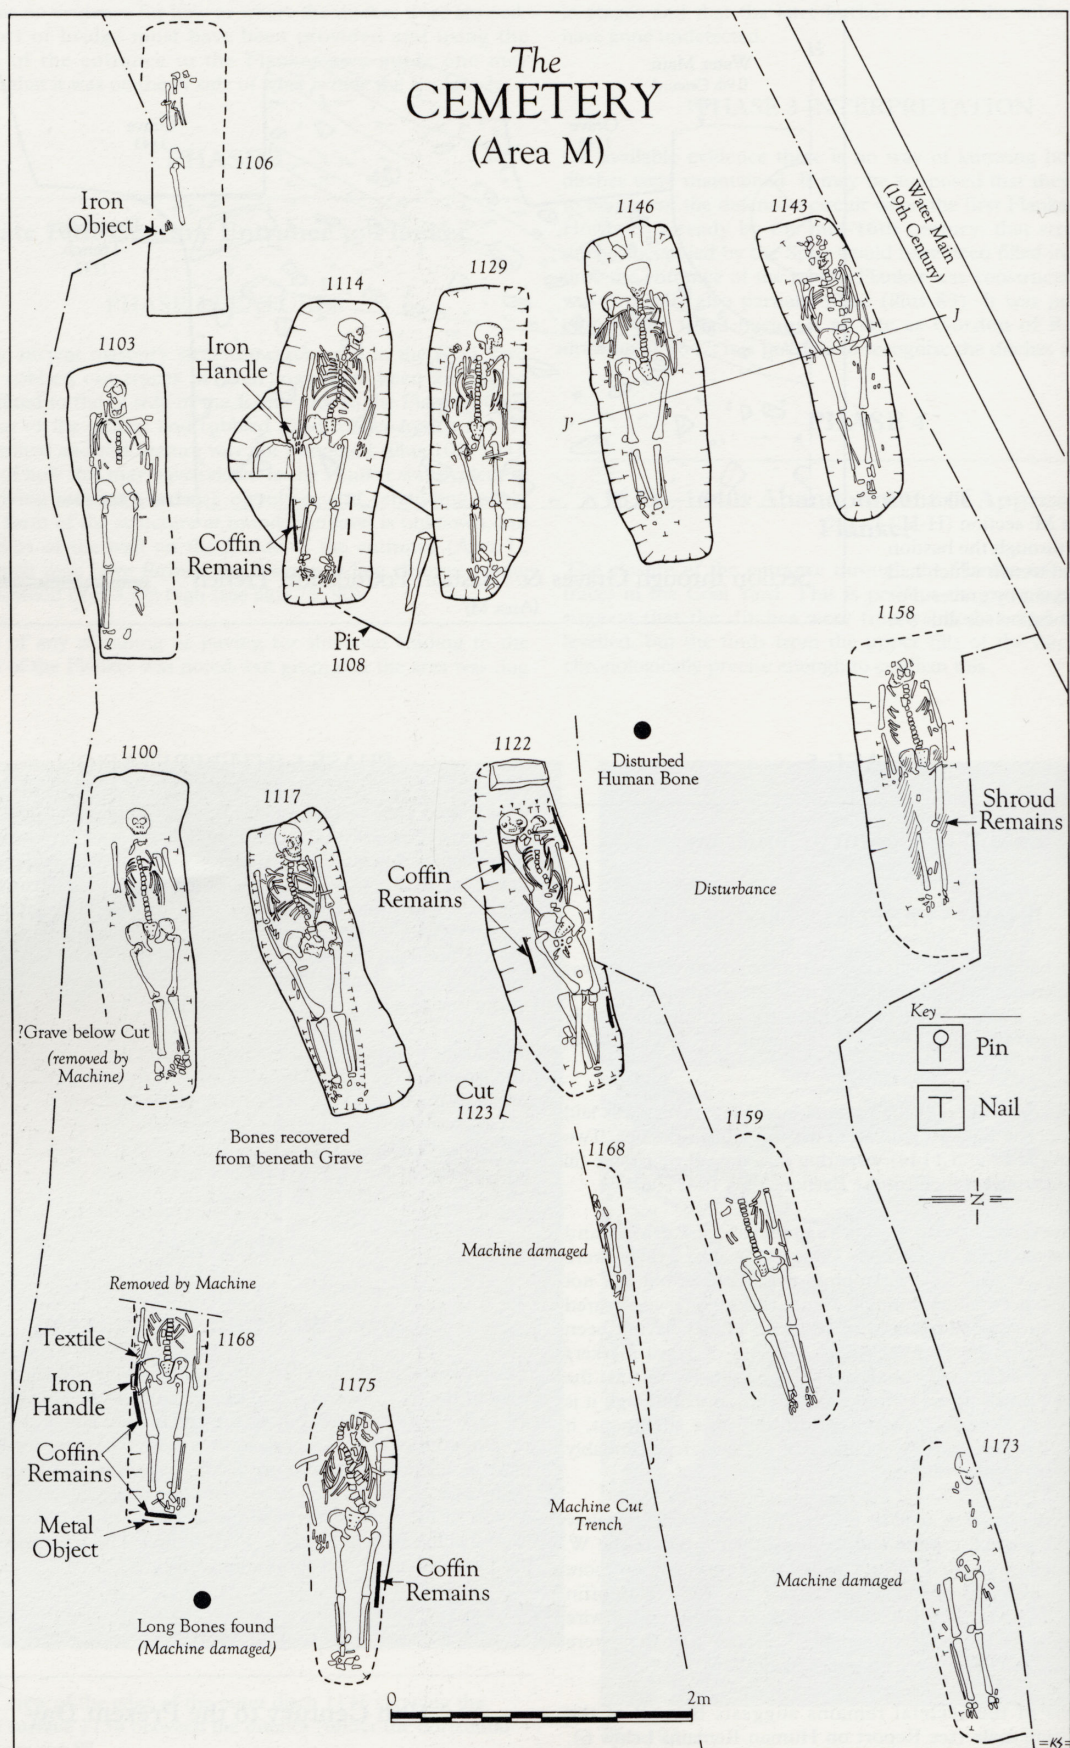 The
CEMETERY
(Area M)
1106
Iron
Object
1146
1143
Water Main
(19th Century)
1114
1129
J
1103
Iron
Handle
J'
Coffin
Remains
Pit
1108
1158
1100
1122
Disturbed
Human Bone
1117
Shroud
Remains
Coffin
Remains
Disturbance
?Grave below Cut
(removed by
Machine)
Key
Pin
Cut
1123
Nail
Bones recovered
from beneath Grave
1159
1168
N
Machine damaged
Removed by Machine
Textile
1168
Iron
Handle
1175
Coffin
Remains
1173
Machine Cut
Trench
Metal
Object
Coffin
Remains
Machine damaged
Long Bones found
(Machine damaged)
0
2m
=KS=